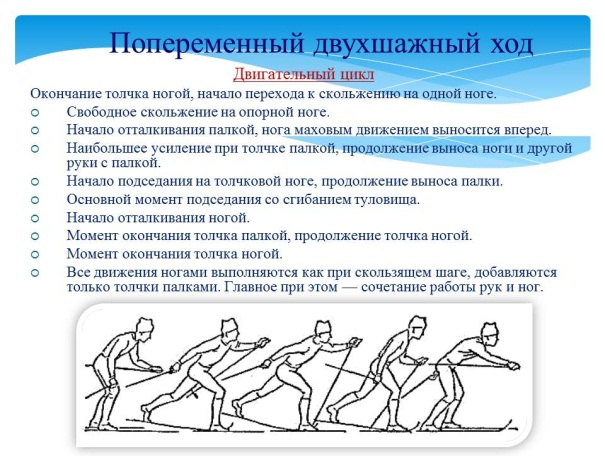 Попеременный двухшажный ход
Двигательный цикл
Окончание толчка ногой, начало перехода к скольжению на одной ноге.
Свободное скольжение на опорной ноге.
Начало отталкивания палкой, нога маховым движением выносится вперед.
Наибольшее усиление при толчке палкой, продолжение выноса ноги и другой
руки с палкой.
Начало подседания на толчковой ноге, продолжение выноса палки.
Основной момент подседания со сгибанием туловища.
Начало отталкивания ногой.
Момент окончания толчка палкой, продолжение толчка ногой.
Момент окончания толчка ногой.
Все движения ногами выполняются как при скользящем шаге, добавляются
только толчки палками. Главное при этом — сочетание работы рук и ног.